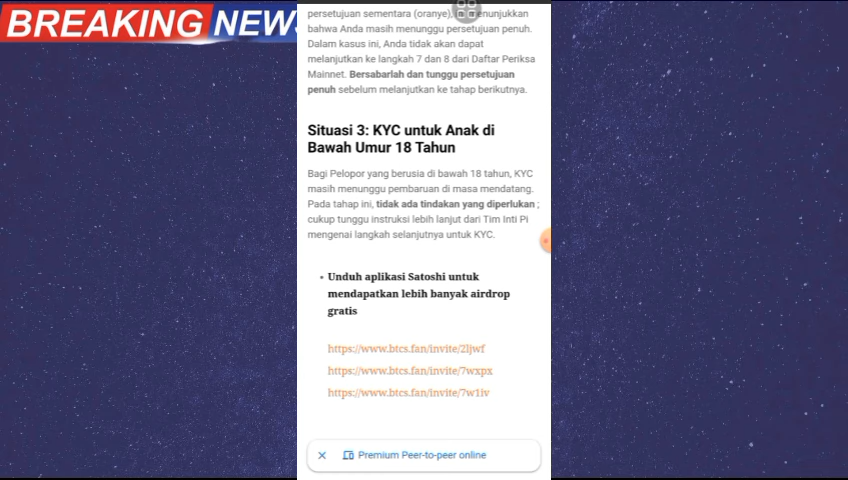 BREAKING NEWS
persetujuan sementara (oranye), menunjukkan
bahwa Anda masih menunggu persetujuan penuh.
Dalam kasus ini, Anda tidak akan dapat
melanjutkan ke langkah 7 dan 8 dari Daftar Periksa
Mainnet. Bersabarlah dan tunggu persetujuan
penuh sebelum melanjutkan ke tahap berikutnya.
Situasi 3: KYC untuk Anak di
Bawah Umur 18 Tahun
Bagi Pelopor yang berusia di bawah 18 tahun, KYC
masih menunggu pembaruan di masa mendatang.
Pada tahap ini, tidak ada tindakan yang diperlukan ;
cukup tunggu instruksi lebih lanjut dari Tim Inti Pi
mengenai langkah selanjutnya untuk KYC.
• Unduh aplikasi Satoshi untuk
mendapatkan lebih banyak airdrop
gratis
https://www.btcs.fan/invite/2ljwf
https://www.btcs.fan/invite/7wxpx
https://www.btcs.fan/invite/7w1iv
Premium Peer-to-peer online